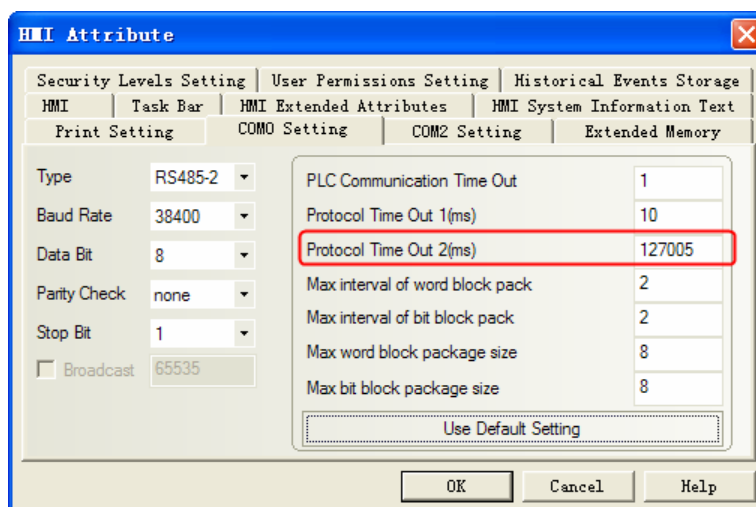 HMI Attribute
Security Levels Setting User Permissions Setting Historical Events Storage
HMI Task Bar HMI Extended Attributes HMI System Information Text
Print Setting COM0 Setting COM2 Setting Extended Memory
Type RS485-2
Baud Rate 38400
Data Bit 8
Parity Check none
Stop Bit 1
Broadcast 65535
PLC Communication Time Out 1
Protocol Time Out 1(ms) 10
Protocol Time Out 2(ms) 127005
Max interval of word block pack 2
Max interval of bit block pack 2
Max word block package size 8
Max bit block package size 8
Use Default Setting
OK Cancel Help